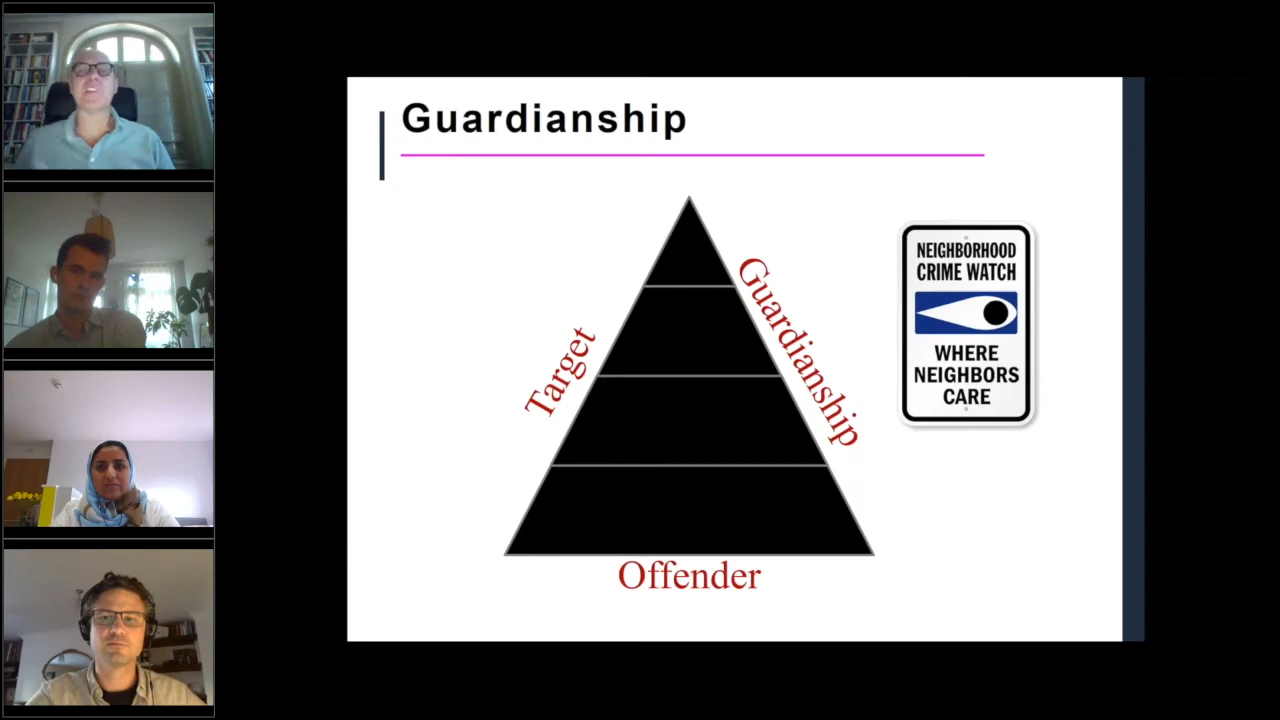 Guardianship
Target
Guardianship
Offender
NEIGHBORHOOD
CRIME WATCH
WHERE
NEIGHBORS
CARE